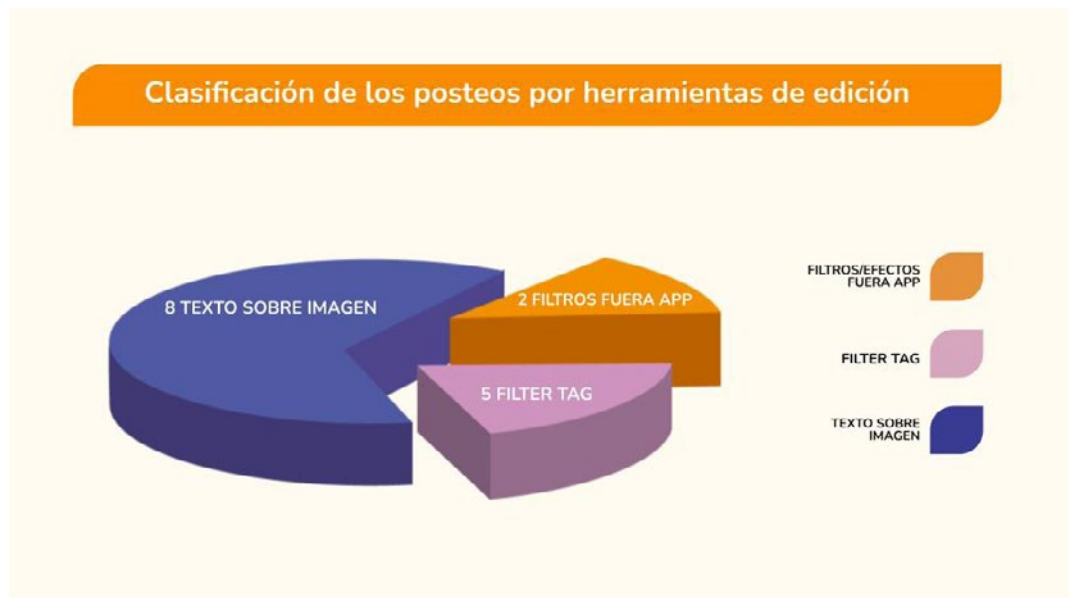 Clasificación de los posteos por herramientas de edición
8 TEXTO SOBRE IMAGEN
2 FILTROS FUERA APP
5 FILTER TAG
FILTROS/EFECTOS
FUERA APP
FILTER TAG
TEXTO SOBRE
IMAGEN